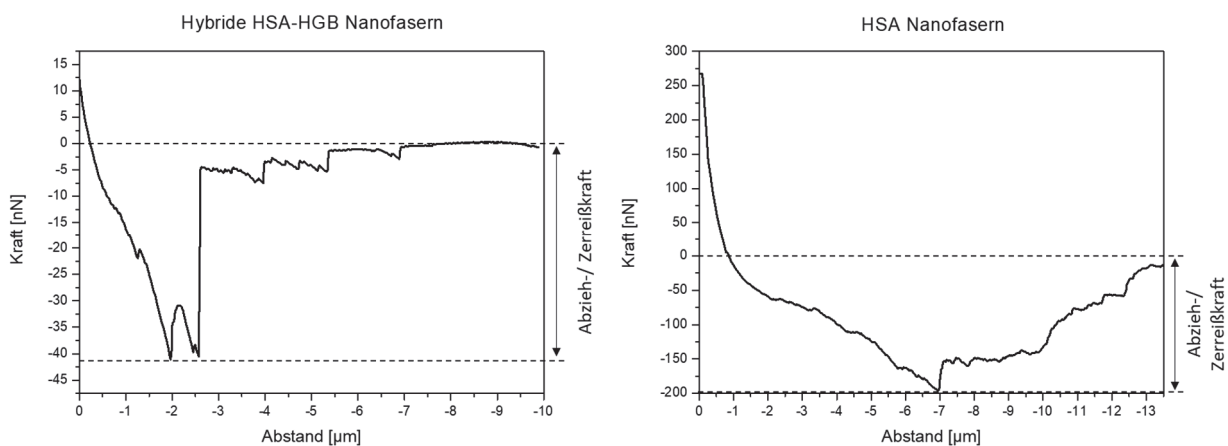 Hybride HSA-HGB Nanofasern
15
10
5
0
-5
-10
-15
-20
-25
-30
-35
-40
-45
Kraft [nN]
0 -1 -2 -3 -4 -5 -6 -7 -8 -9 -10
Abstand [µm]
Abzieh-/ Zerreißkraft
HSA Nanofasern
300
250
200
150
100
50
0
-50
-100
-150
-200
Kraft [nN]
0 -1 -2 -3 -4 -5 -6 -7 -8 -9 -10 -11 -12 -13
Abstand [µm]
Abzieh-/
Zerreißkraft